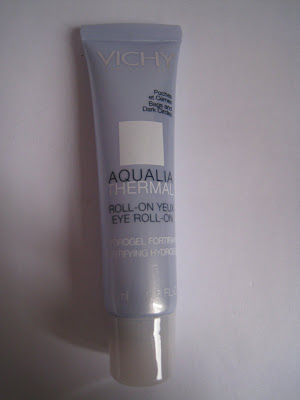 VICHY
Poches
et Cernes
Bags and
Dark Circles
AQUALIA
THERMAL
ROLL-ON YEUX
EYE ROLL-ON